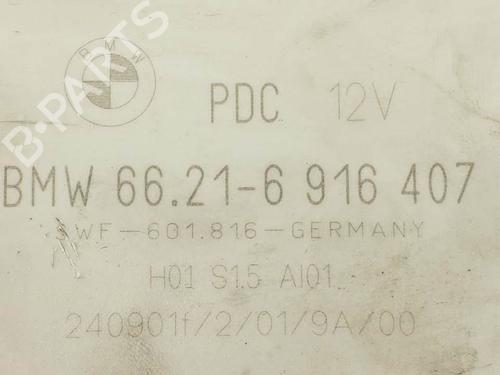 BMW
PDC 12V
BMW 66.21-6 916 407
SWF-601.816-GERMANY
H01 S1.5 AI01
240901f/2/01/9A/00
B-PARTS